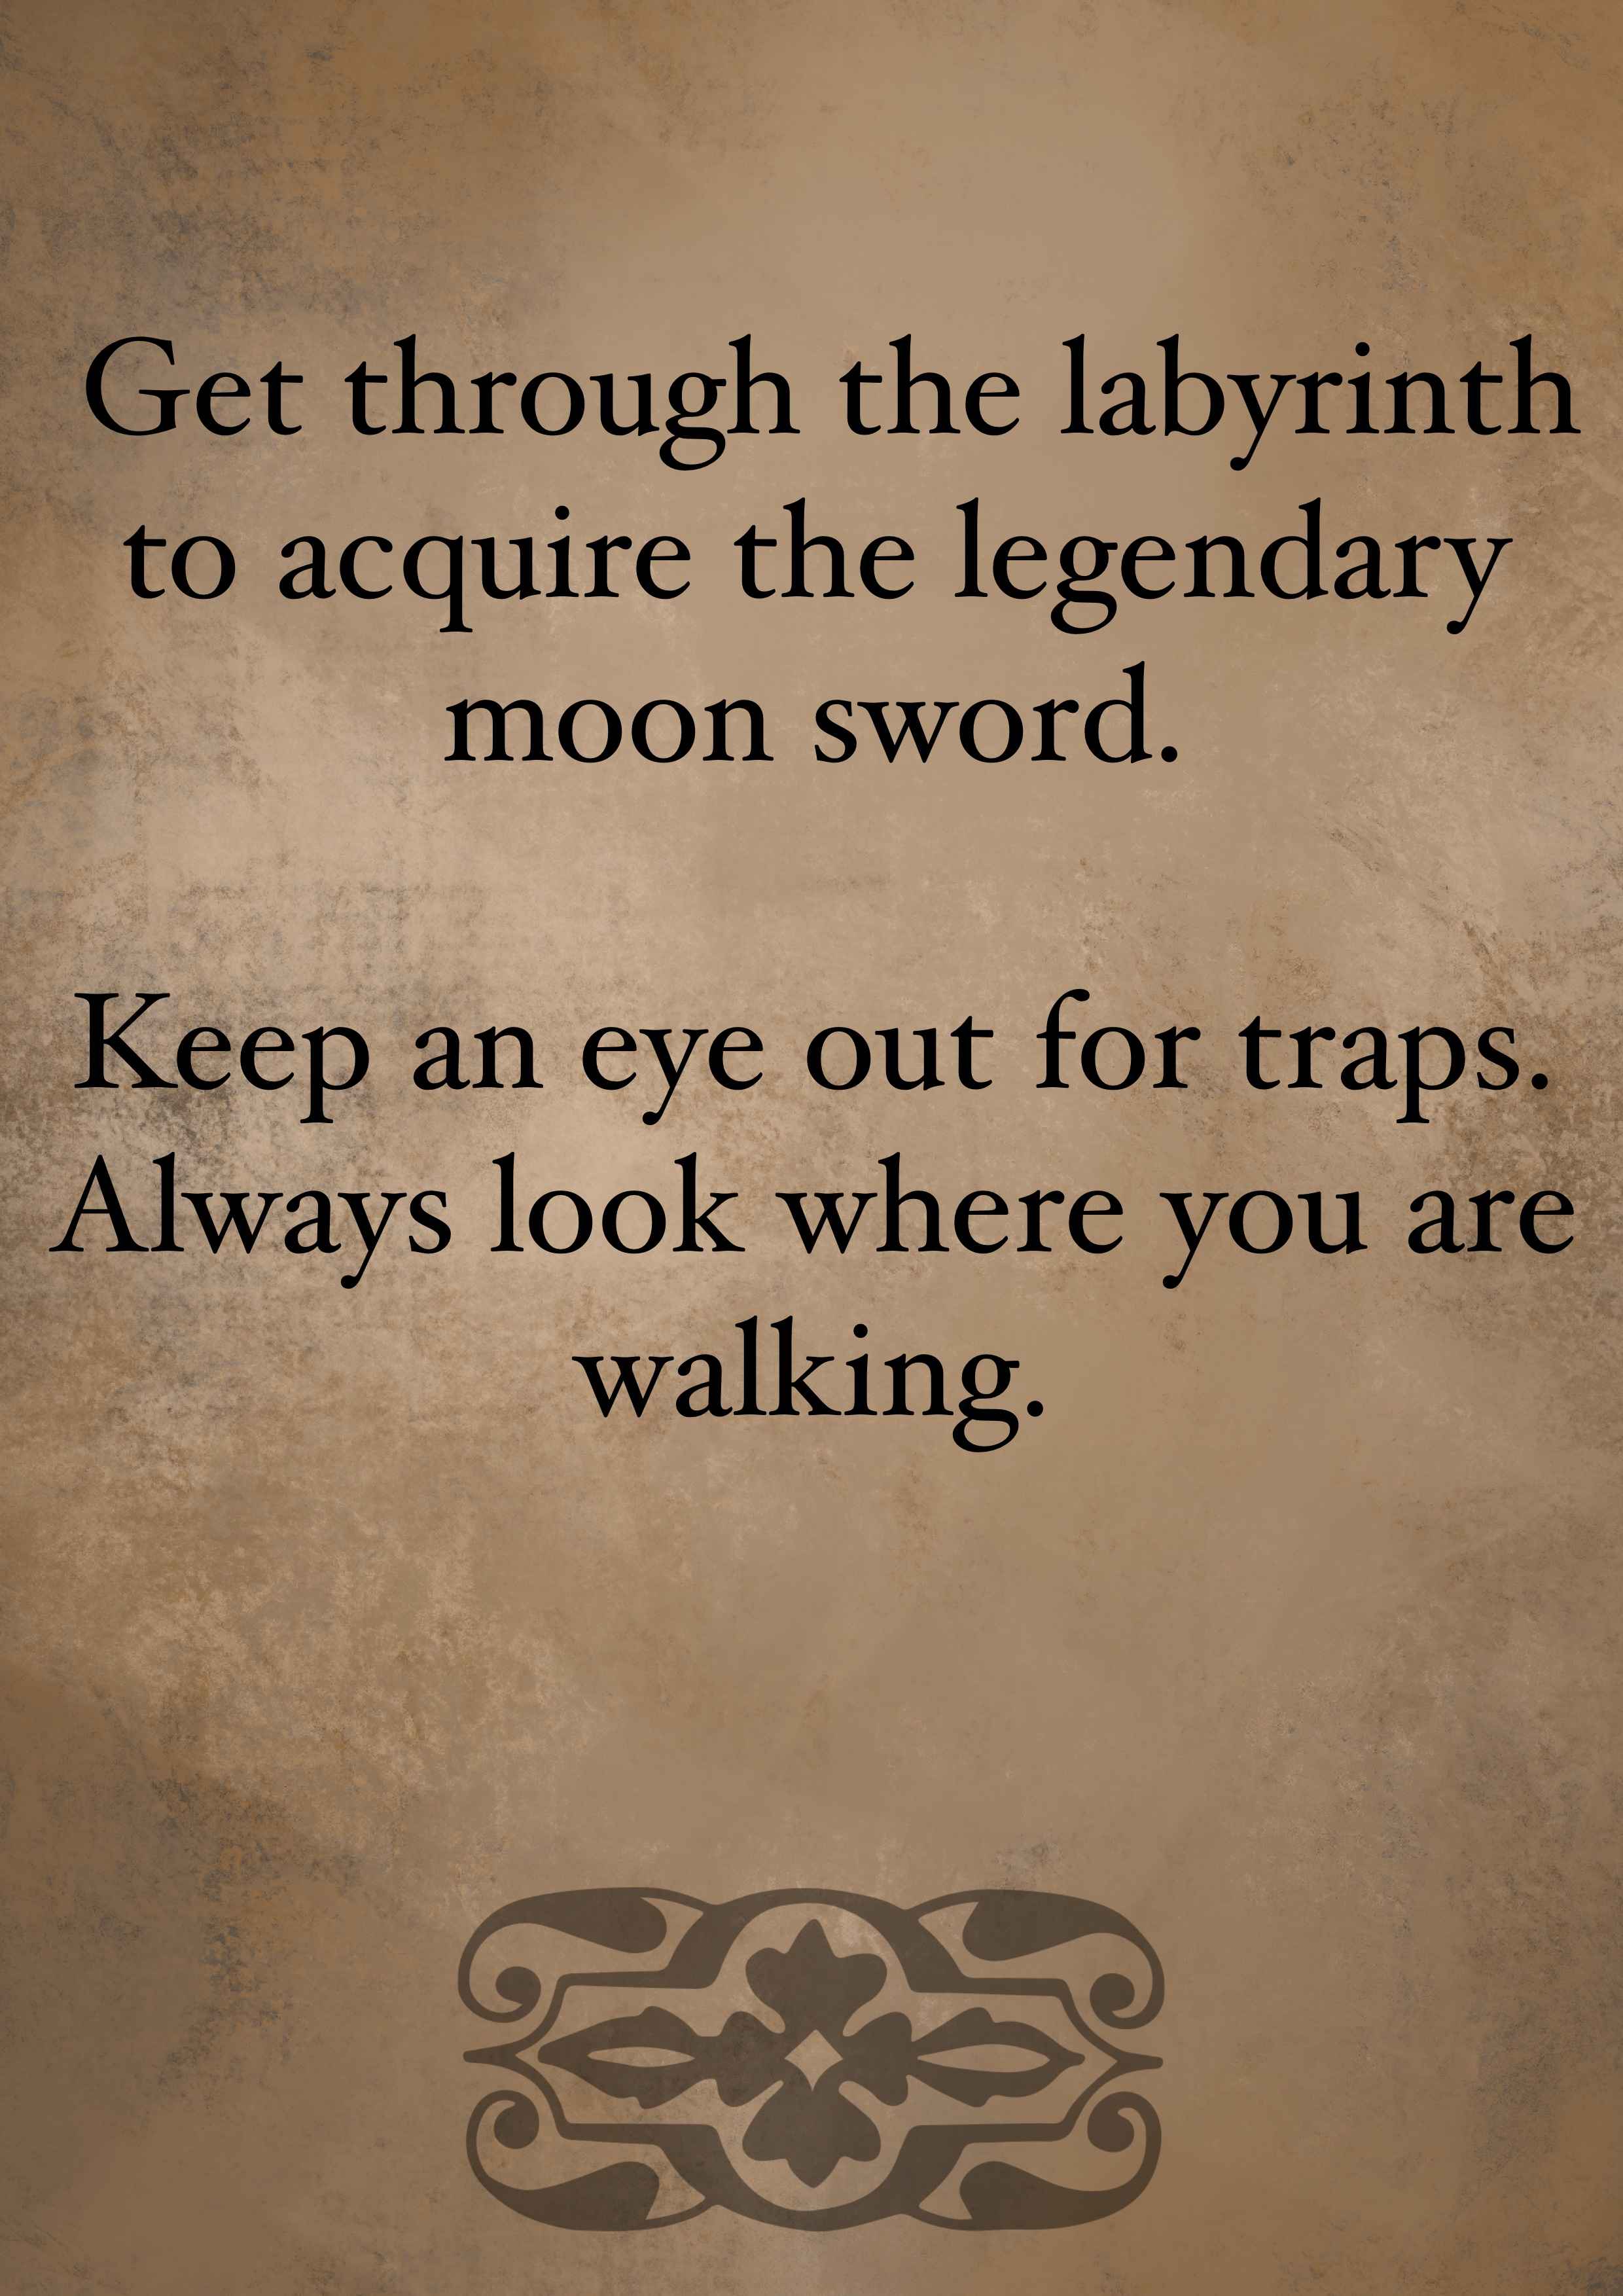 Get through the labyrinth
to acquire the legendary
moon sword.
Keep an eye out for traps.
Always look where you are
walking.